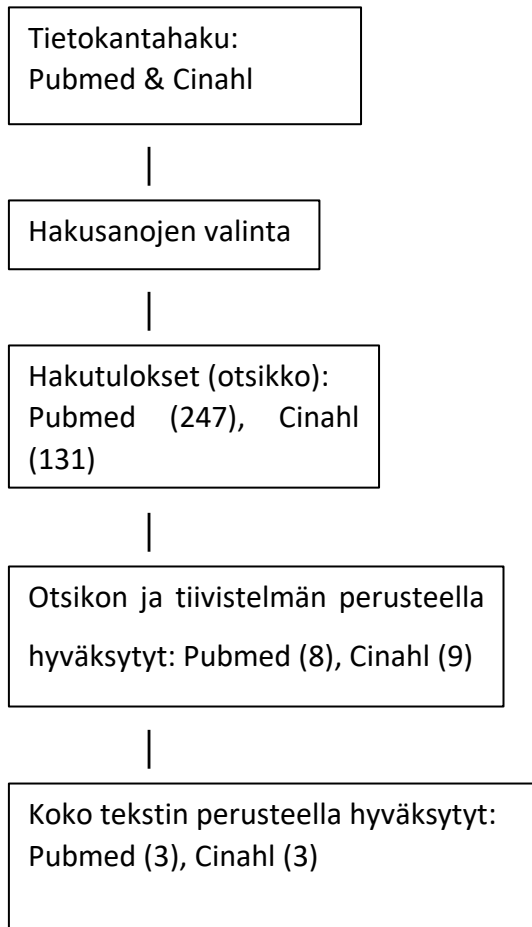 Tietokantahaku:
Pubmed & Cinahl
Hakusanojen valinta
Hakutulokset (otsikko):
Pubmed (247), Cinahl
(131)
Otsikon ja tiivistelmän perusteella
hyväksytyt: Pubmed (8), Cinahl (9)
Koko tekstin perusteella hyväksytyt:
Pubmed (3), Cinahl (3)